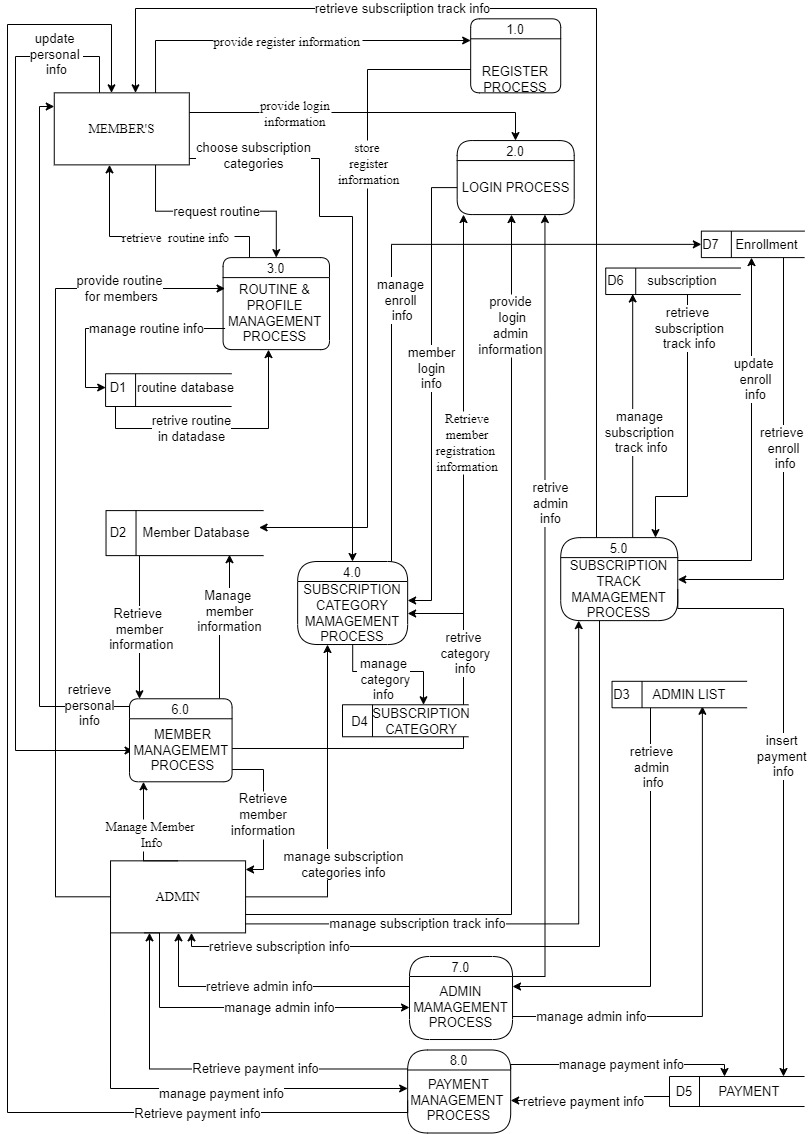 retrieve subscriiption track info
1.0
REGISTER
PROCESS
update
personal
info
provide register information
MEMBER'S
provide login
information
choose subscription
categories
store
register
information
2.0
LOGIN PROCESS
request routine
retrieve  routine info
3.0
ROUTINE &
PROFILE
MANAGEMENT
PROCESS
provide routine
for members
manage routine info
D1
routine database
retrive routine
in datadase
D7
Enrollment
D6
subscription
manage
enroll
info
provide
login
admin
information
retrieve
subscription
track info
member
login
info
update
enroll
info
Retrieve
member
registration
information
manage
subscription
track info
retrieve
enroll
info
retrive
admin
info
D2
Member Database
4.0
SUBSCRIPTION
CATEGORY
MAMAGEMENT
PROCESS
5.0
SUBSCRIPTION
TRACK
MAMAGEMENT
PROCESS
Retrieve
member
information
Manage
member
information
retrive
category
info
manage
category
info
retrieve
personal
info
6.0
MEMBER
MANAGEMEMT
PROCESS
D4
SUBSCRIPTION
CATEGORY
D3
ADMIN LIST
retrieve
admin
info
insert
payment
info
Retrieve
member
information
Manage Member
Info
manage subscription
categories info
ADMIN
manage subscription track info
retrieve subscription info
7.0
ADMIN
MAMAGEMENT
PROCESS
retrieve admin info
manage admin info
manage admin info
8.0
PAYMENT
MANAGEMENT
PROCESS
Retrieve payment info
manage payment info
Retrieve payment info
manage payment info
retrieve payment info
D5
PAYMENT